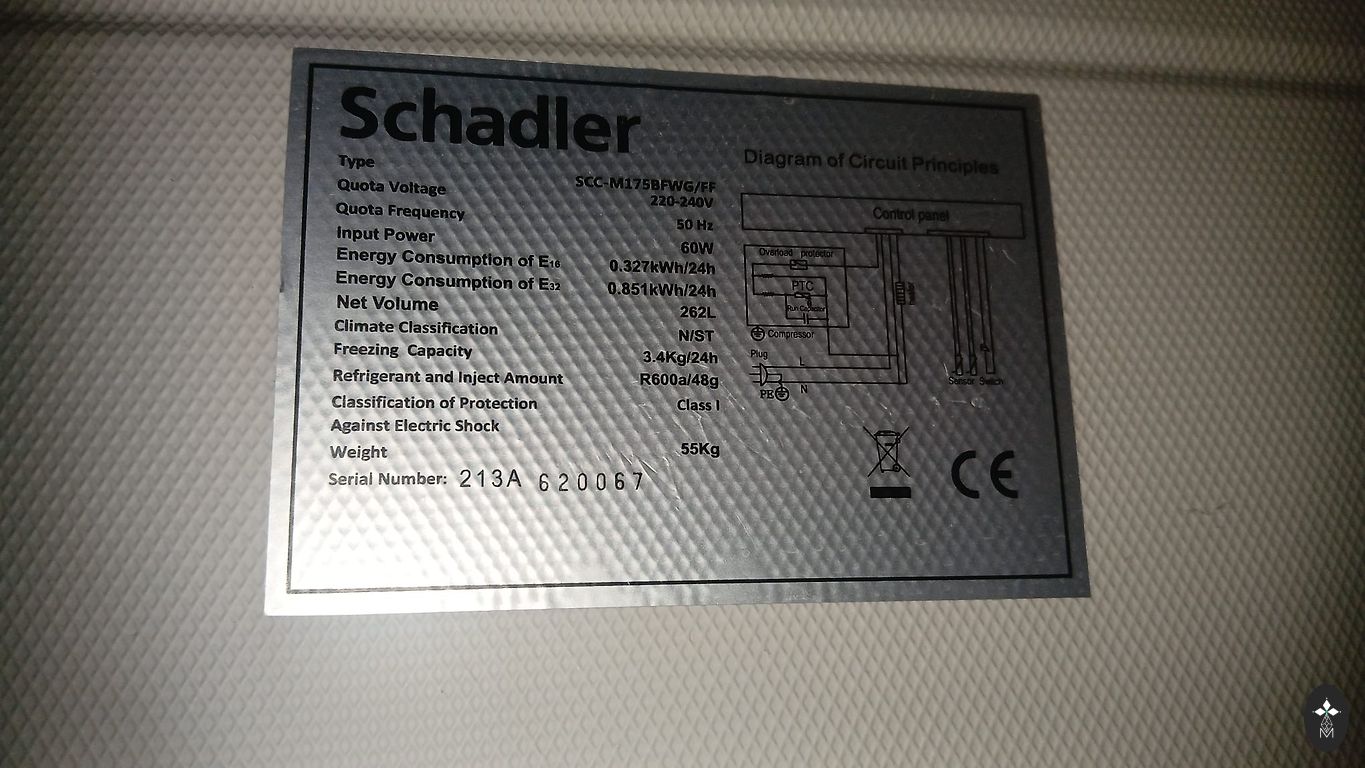 Schadler
Type SCC-M175BFWG/FF
Quota Voltage 220-240V
Quota Frequency 50 Hz
Input Power 60W
Energy Consumption of E16 0.327kWh/24h
Energy Consumption of E32 0.851kWh/24h
Net Volume 262L
Climate Classification N/ST
Freezing Capacity 3.4Kg/24h
Refrigerant and Inject Amount R600a/48g
Classification of Protection Class I
Against Electric Shock
Weight 55Kg
Serial Number: 213A 620067
Diagram of Circuit Principles
Control panel
Overload protector
PTC
Run Capacitor
Compressor
Plug
L
N
PE
Sensor Switch
CE
M